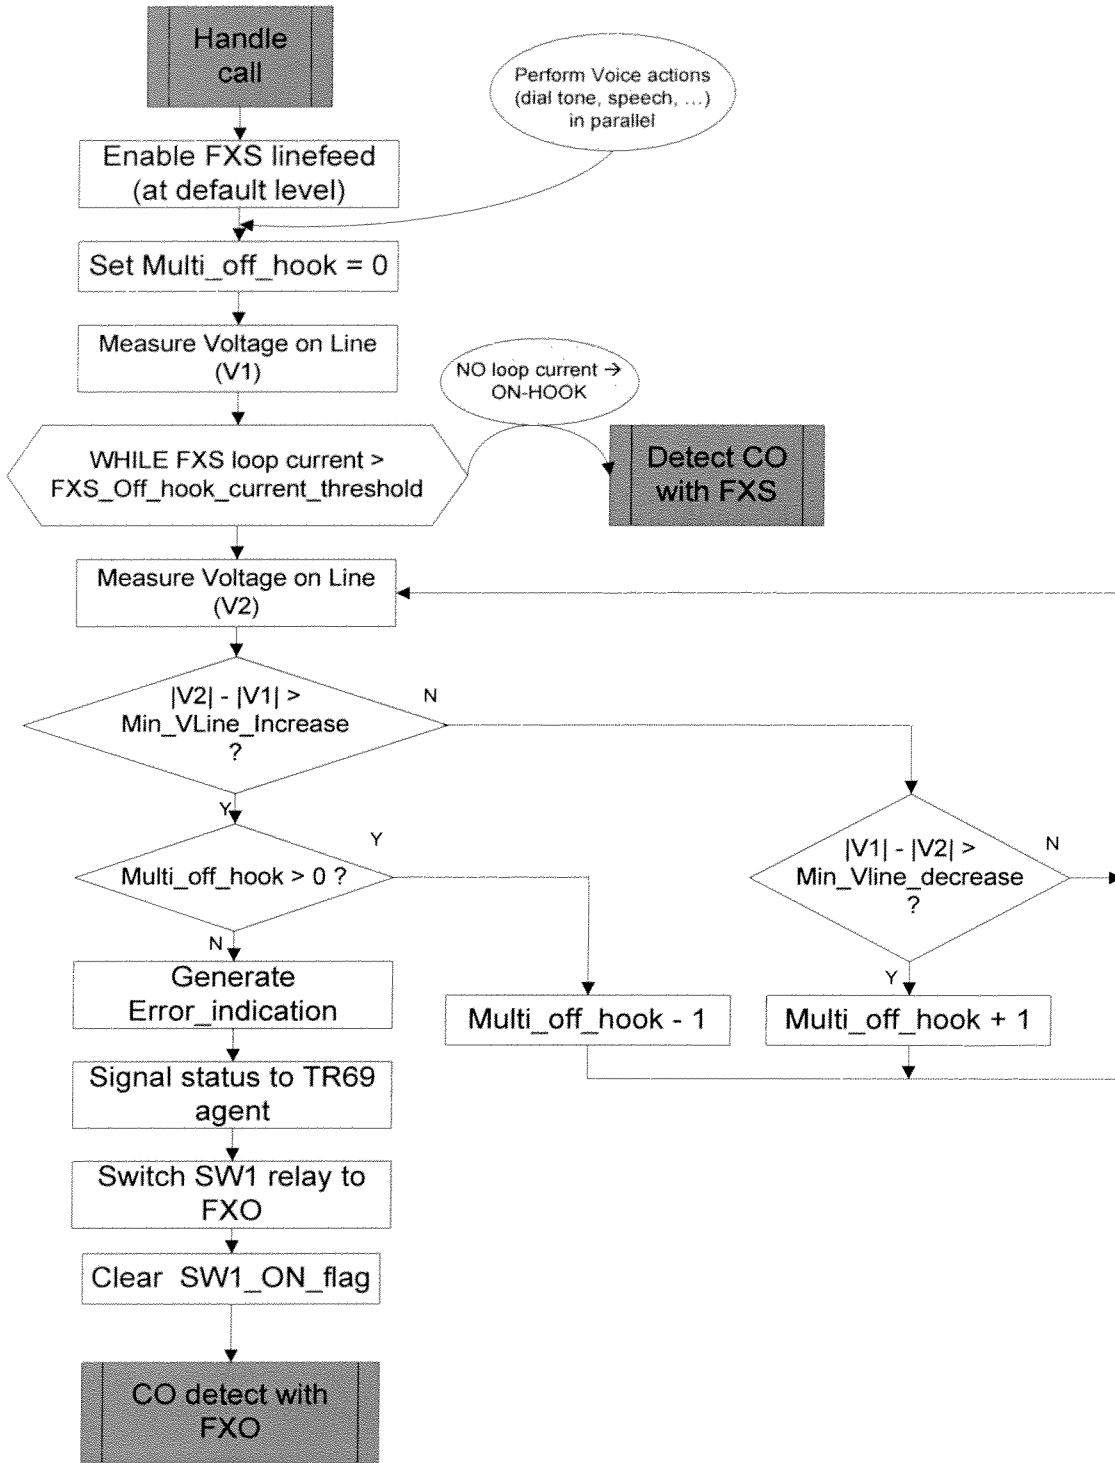 Handle
call
Perform Voice actions
(dial tone, speech, ...)
in parallel
Enable FXS linefeed
(at default level)
Set Multi_off_hook = 0
Measure Voltage on Line
(V1)
NO loop current →
ON-HOOK
WHILE FXS loop current >
FXS_Off_hook_current_threshold
Detect CO
with FXS
Measure Voltage on Line
(V2)
|V2| - |V1| >
Min_VLine_Increase
?
N
Y
|V1| - |V2| >
Min_Vline_decrease
?
N
Y
Multi_off_hook > 0 ?
Y
N
Generate
Error_indication
Multi_off_hook - 1
Multi_off_hook + 1
Signal status to TR69
agent
Switch SW1 relay to
FXO
Clear SW1_ON_flag
CO detect with
FXO